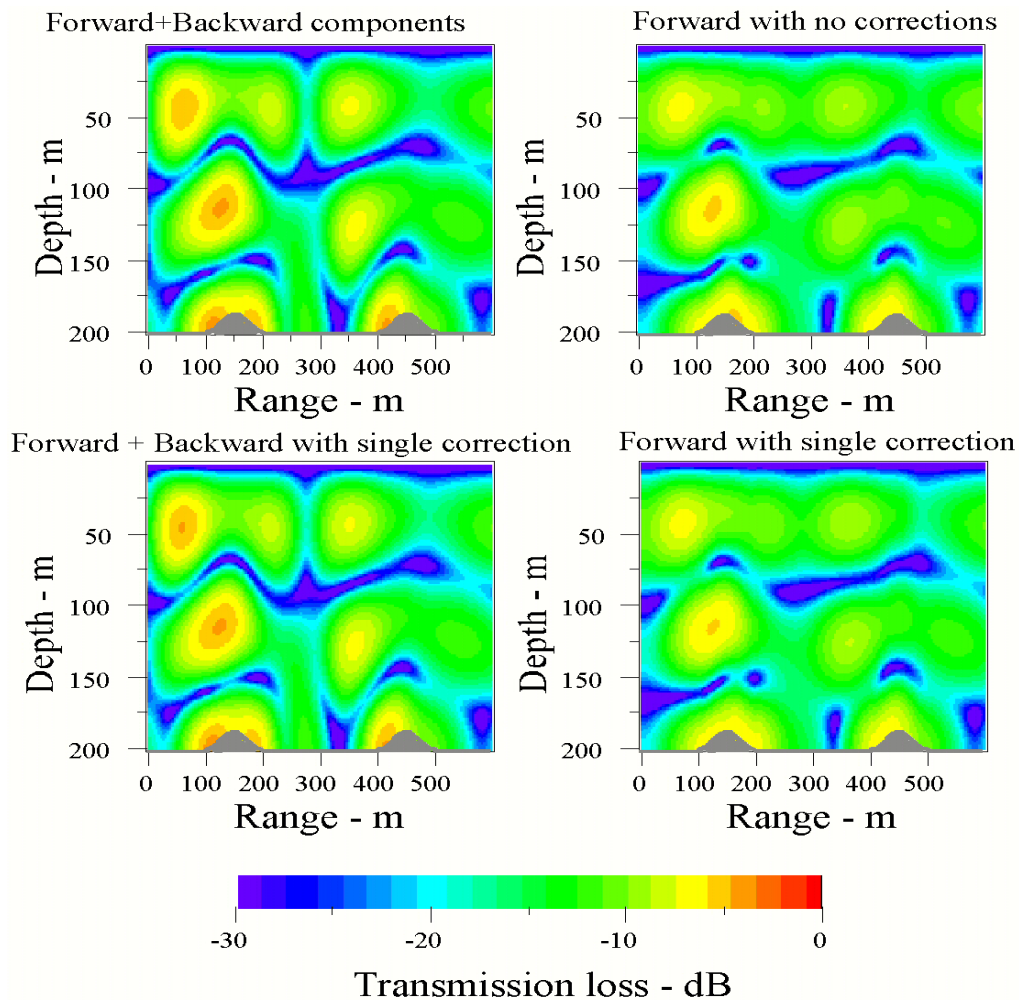 Forward+Backward components
Forward with no corrections
Depth - m
50
100
150
200
0 100 200 300 400 500
Range - m
Depth - m
50
100
150
200
0 100 200 300 400 500
Range - m
Forward + Backward with single correction
Forward with single correction
Depth - m
50
100
150
200
0 100 200 300 400 500
Range - m
Depth - m
50
100
150
200
0 100 200 300 400 500
Range - m
-30 -20 -10 0
Transmission loss - dB